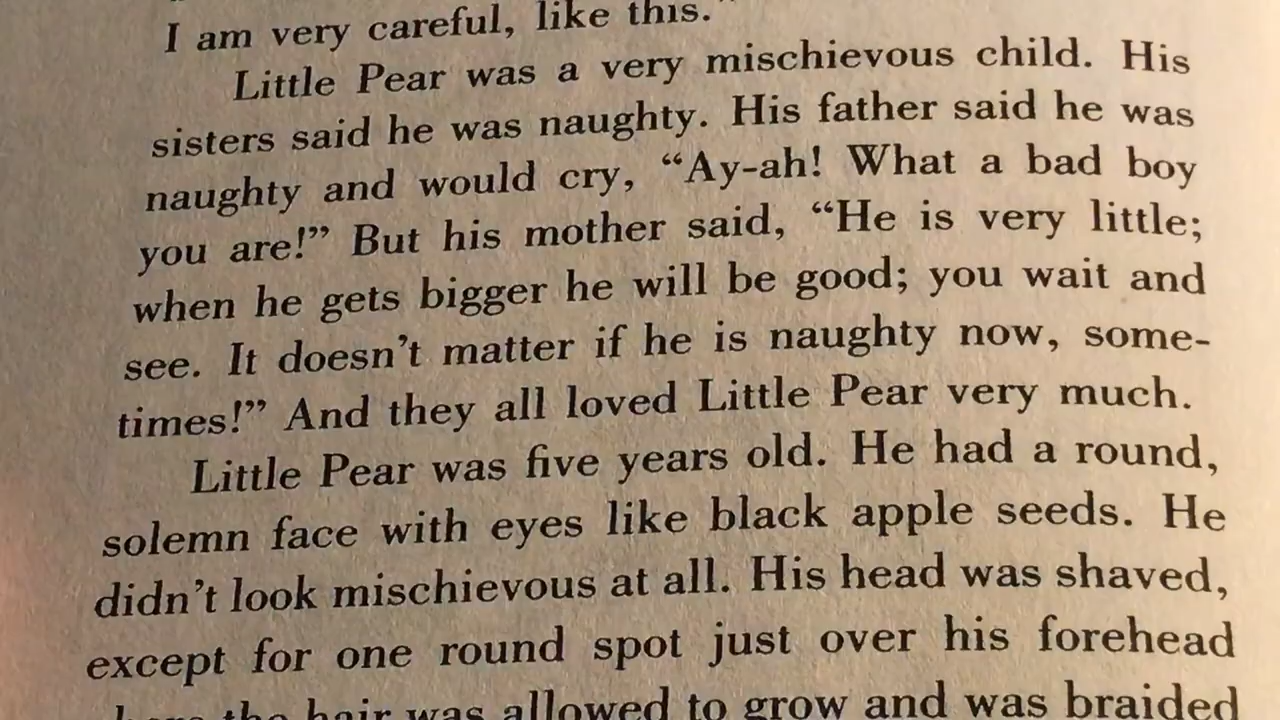 I am very careful, like this."
Little Pear was a very mischievous child. His
sisters said he was naughty. His father said he was
naughty and would cry, “Ay-ah! What a bad boy
you are!” But his mother said, “He is very little;
when he gets bigger he will be good; you wait and
see. It doesn’t matter if he is naughty now, some-
times!” And they all loved Little Pear very much.
Little Pear was five years old. He had a round,
solemn face with eyes like black apple seeds. He
didn’t look mischievous at all. His head was shaved,
except for one round spot just over his forehead
the hair was allowed to grow and was braided